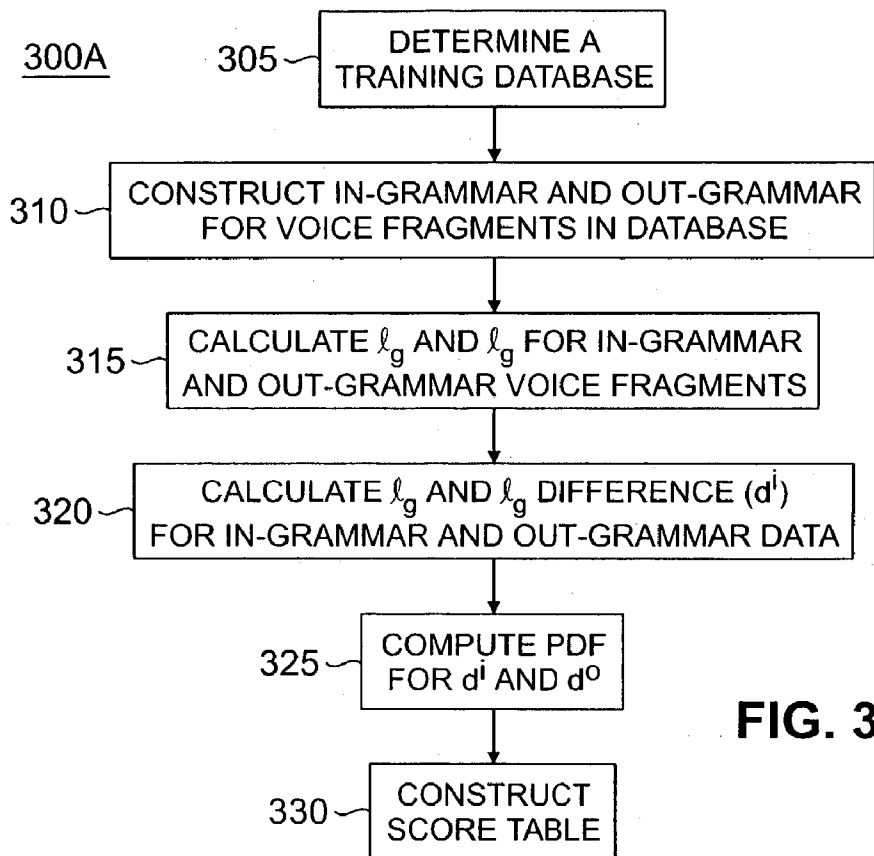 300A
305
DETERMINE A
TRAINING DATABASE
310
CONSTRUCT IN-GRAMMAR AND OUT-GRAMMAR
FOR VOICE FRAGMENTS IN DATABASE
315
CALCULATE ℓg AND ℓg FOR IN-GRAMMAR
AND OUT-GRAMMAR VOICE FRAGMENTS
320
CALCULATE ℓg AND ℓg DIFFERENCE (dⁱ)
FOR IN-GRAMMAR AND OUT-GRAMMAR DATA
325
COMPUTE PDF
FOR dⁱ AND dᴼ
FIG. 3
330
CONSTRUCT
SCORE TABLE